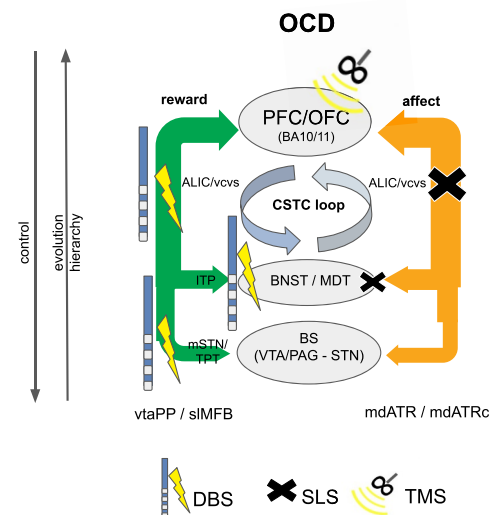 OCD
reward
affect
PFC/OFC
(BA10/11)
ALIC/vcvs
ALIC/vcvs
CSTC loop
control
evolution
hierarchy
ITP
BNST / MDT
mSTN/
TPT
BS
(VTA/PAG - STN)
vtaPP / slMFB
mdATR / mdATRc
DBS
SLS
TMS